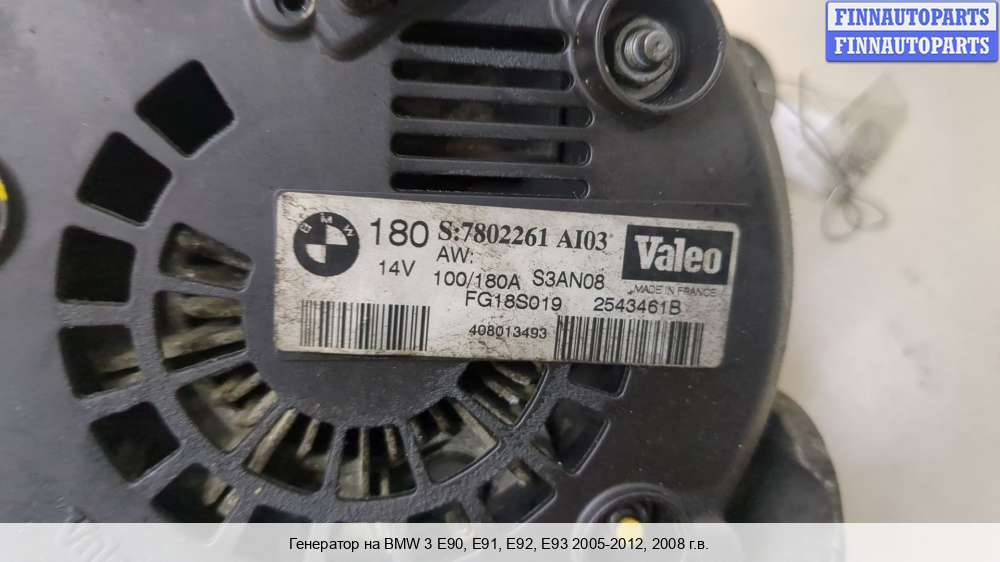 FINNAUTOPARTS
FINNAUTOPARTS
BMW
180 S:7802261 AI03
Valeo
AW:
14V 100/180A S3AN08
MADE IN FRANCE
FG18S019 2543461B
408013493
Генератор на BMW 3 E90, E91, E92, E93 2005-2012, 2008 г.в.